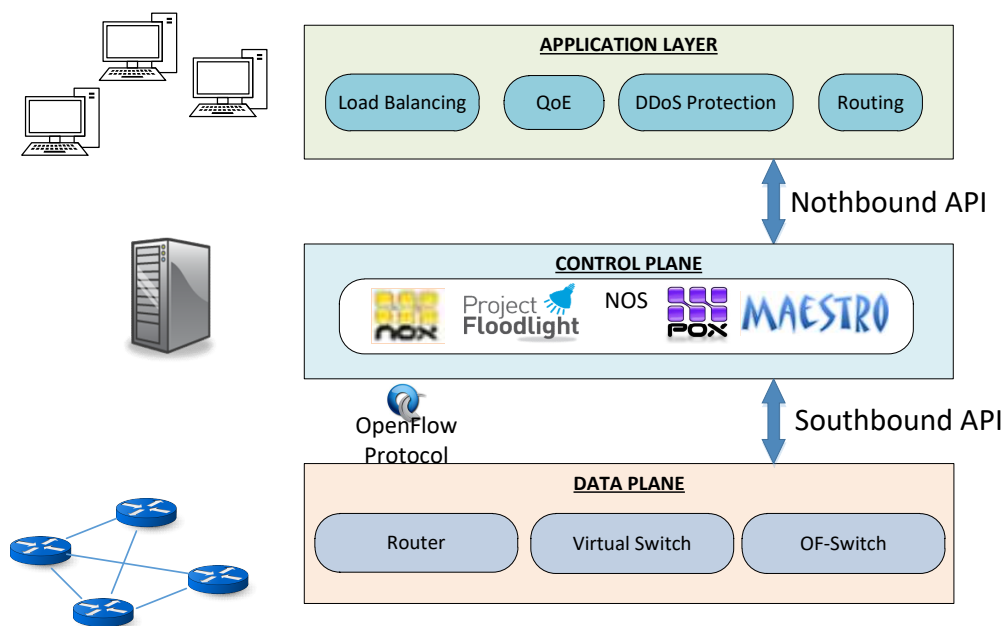 APPLICATION LAYER
Load Balancing
QoE
DDoS Protection
Routing
Nothbound API
CONTROL PLANE
nox
Project
Floodlight
NOS
POX
MAESTRO
OpenFlow
Protocol
Southbound API
DATA PLANE
Router
Virtual Switch
OF-Switch